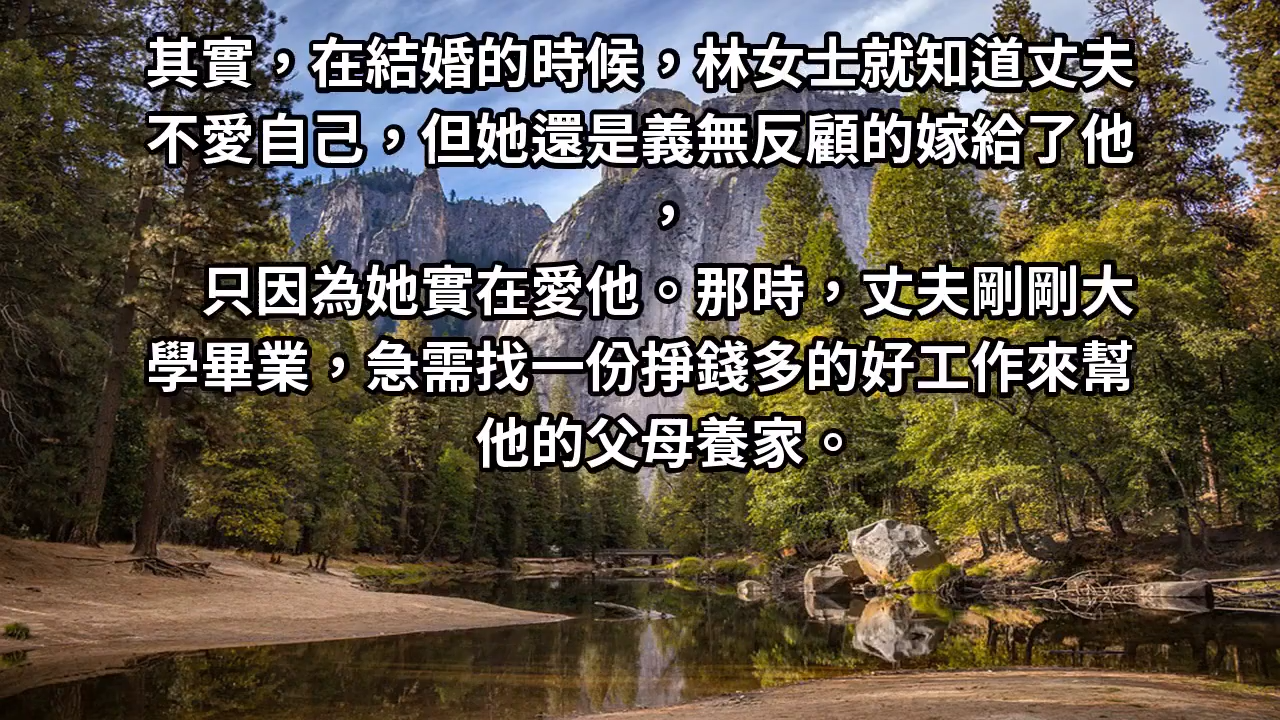 其實，在結婚的時候，林女士就知道丈夫
不愛自己，但她還是義無反顧的嫁給了他
，
只因為她實在愛他。那時，丈夫剛剛大
學畢業，急需找一份掙錢多的好工作來幫
他的父母養家。